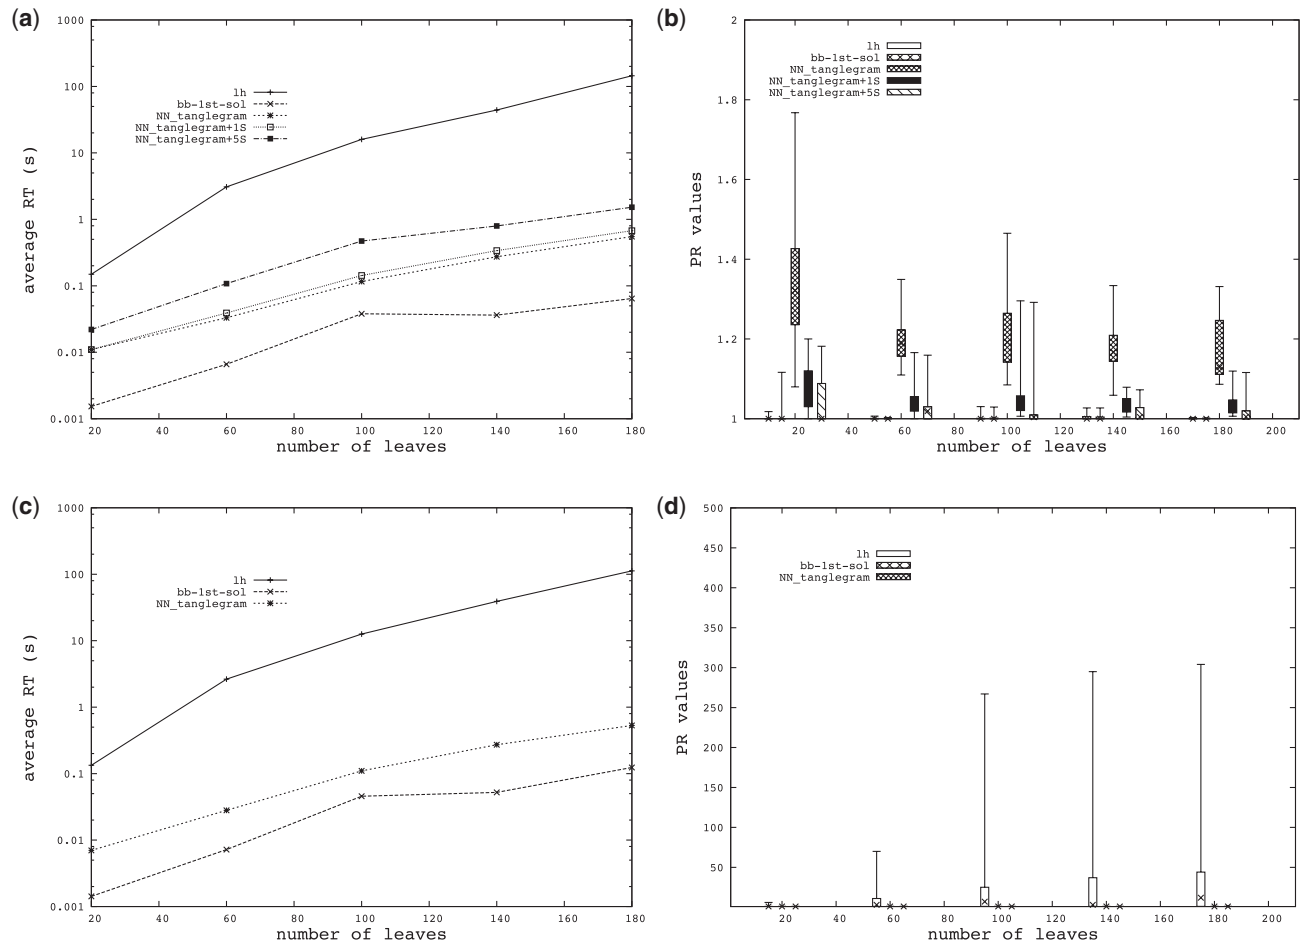 (a)
1000
100
10
1
0.1
0.01
0.001
average RT (s)
lh
bb-1st-sol
NN_tanglegram
NN_tanglegram+1S
NN_tanglegram+5S
20 40 60 80 100 120 140 160 180
number of leaves
(b)
2
1.8
1.6
1.4
1.2
1
PR values
lh
bb-1st-sol
NN_tanglegram
NN_tanglegram+1S
NN_tanglegram+5S
20 40 60 80 100 120 140 160 180 200
number of leaves
(c)
1000
100
10
1
0.1
0.01
0.001
average RT (s)
lh
bb-1st-sol
NN_tanglegram
20 40 60 80 100 120 140 160 180
number of leaves
(d)
500
450
400
350
300
250
200
150
100
50
PR values
lh
bb-1st-sol
NN_tanglegram
20 40 60 80 100 120 140 160 180 200
number of leaves